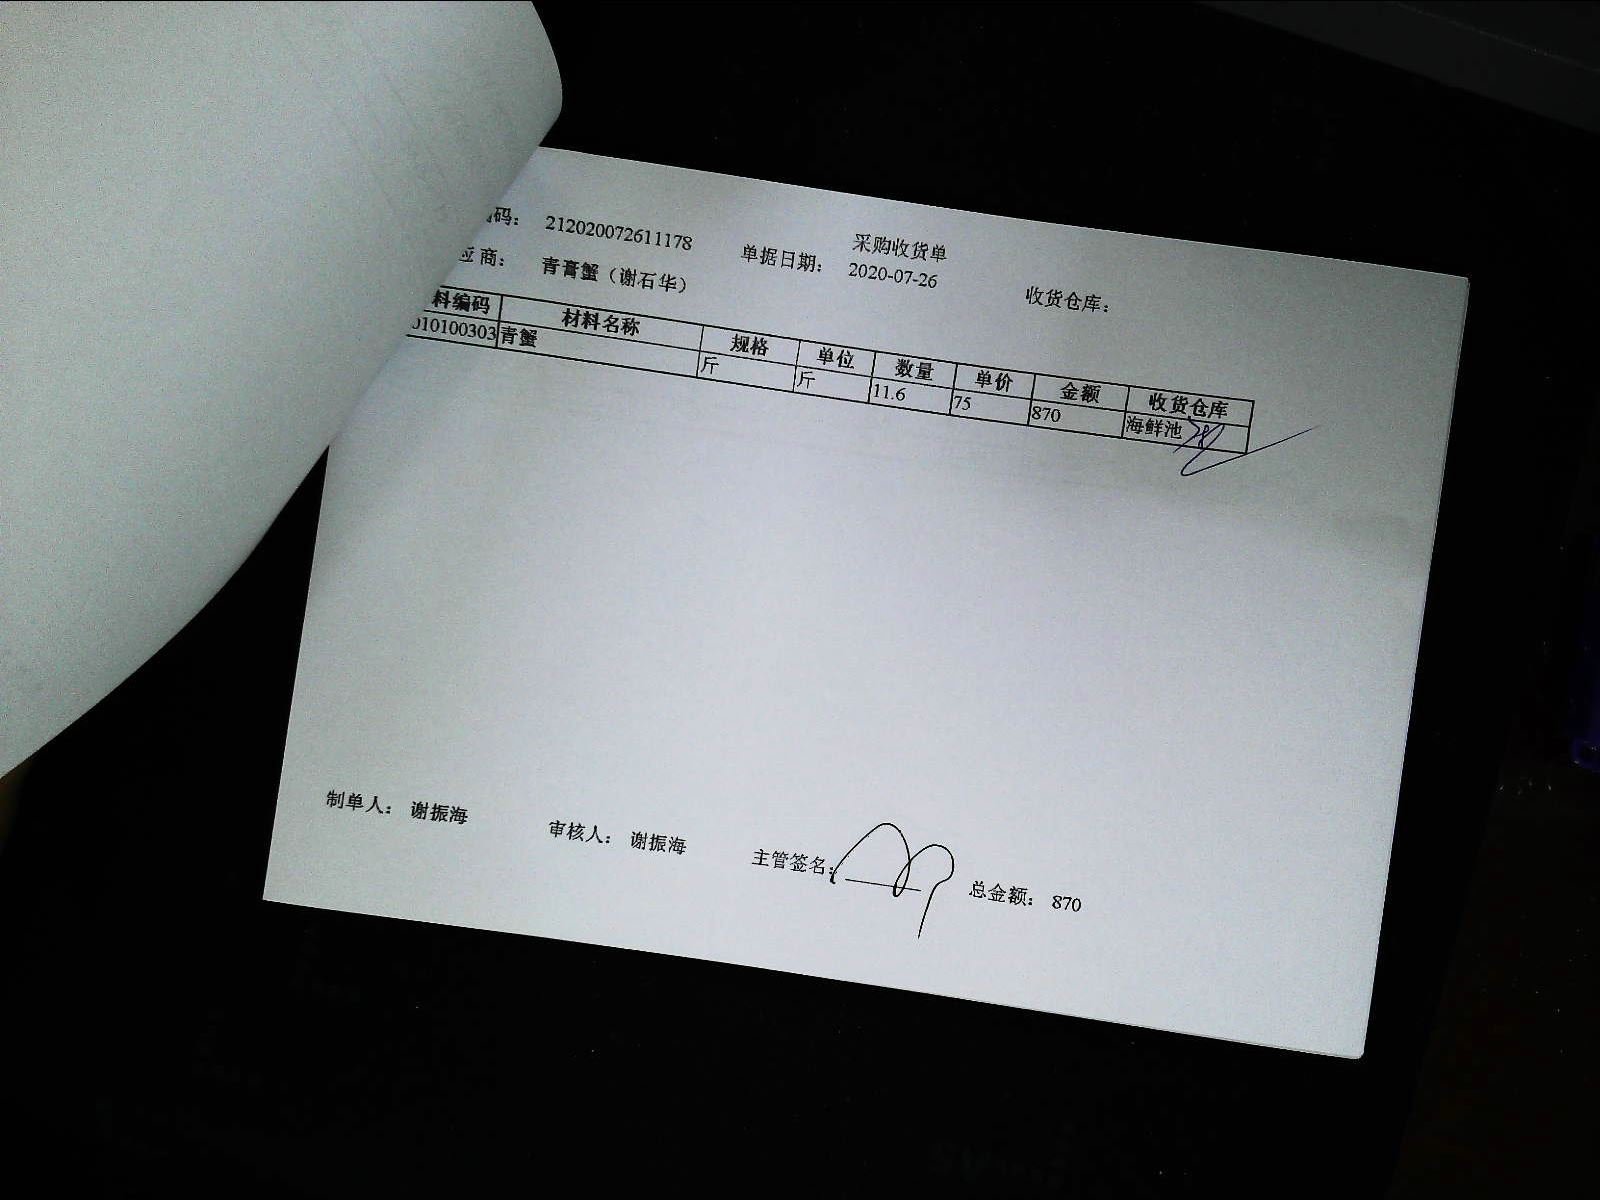 采购收货单
码： 212020072611178 单据日期： 2020-07-26 收货仓库：
应商： 青膏蟹（谢石华）
料编码 材料名称 规格 单位 数量 单价 金额 收货仓库
010100303 青蟹 斤 斤 11.6 75 870 海鲜池
制单人： 谢振海 审核人： 谢振海 主管签名： 总金额： 870